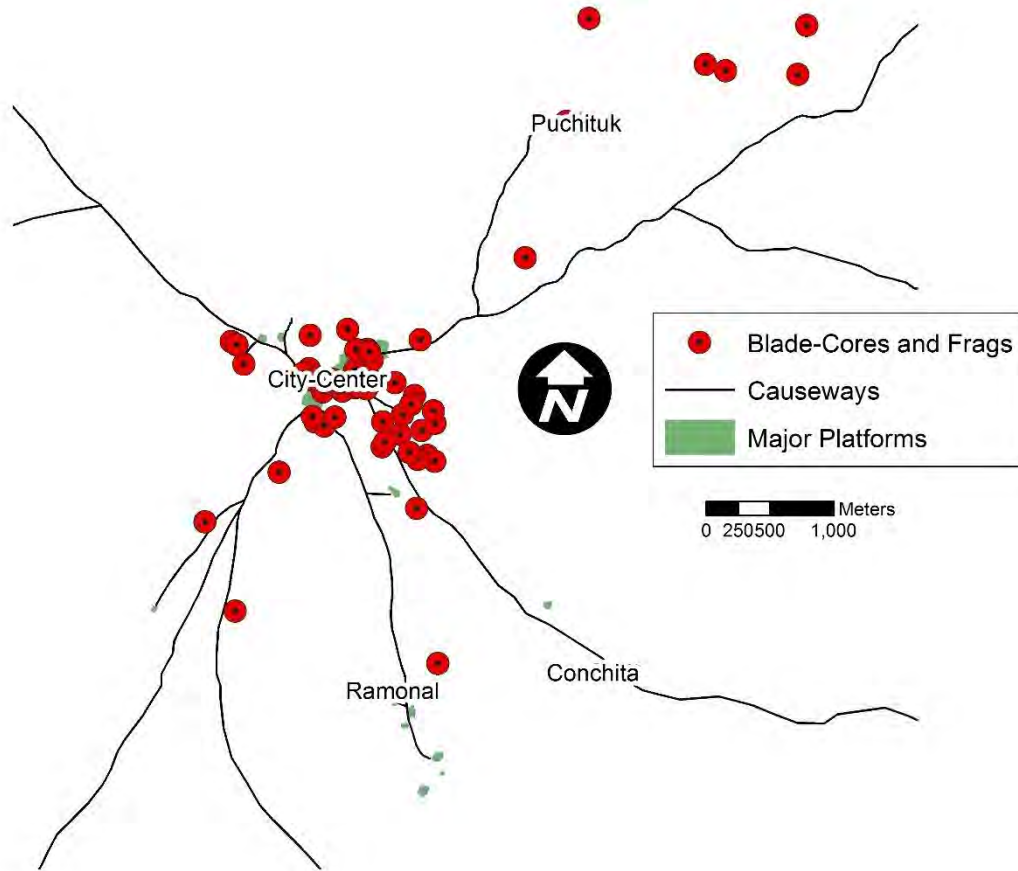 Puchituk
City-Center
N
Blade-Cores and Frags
Causeways
Major Platforms
Meters
0 250500 1,000
Ramonal
Conchita